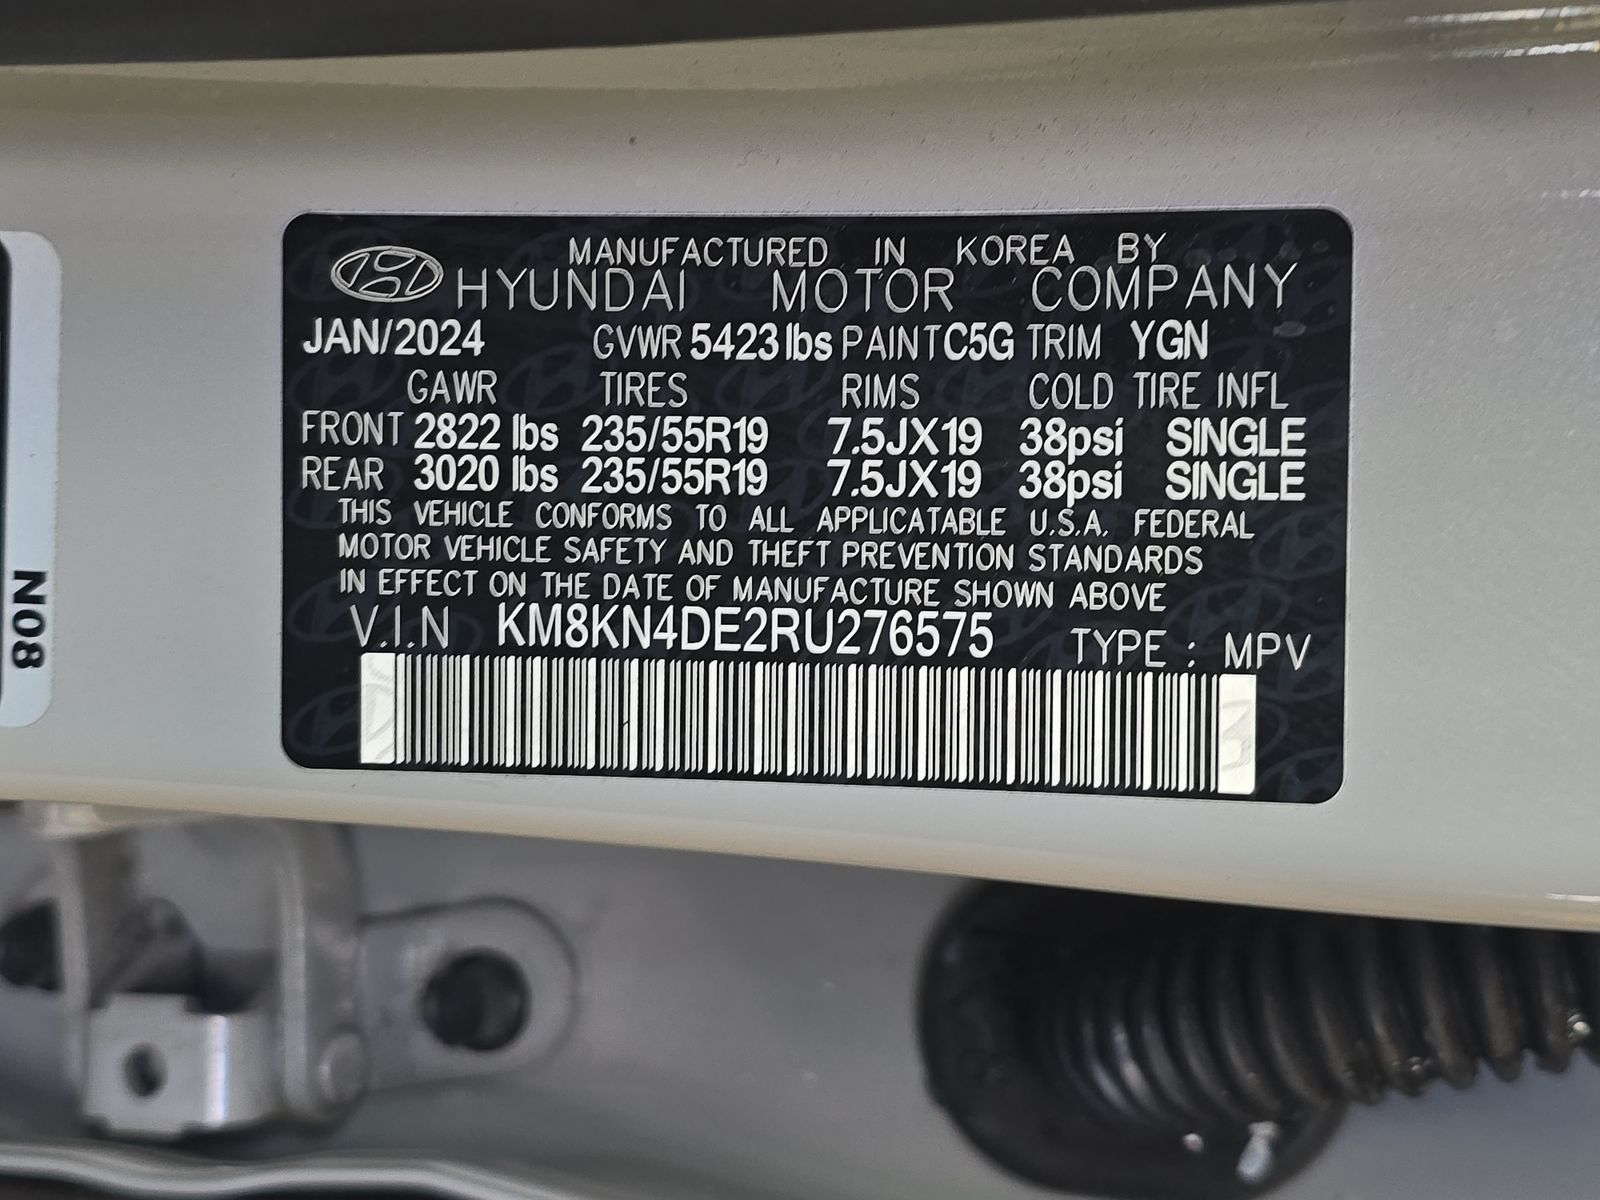 MANUFACTURED IN KOREA BY
HYUNDAI MOTOR COMPANY
JAN/2024 GVWR 5423 lbs PAINT C5G TRIM YGN
GAWR TIRES RIMS COLD TIRE INFL
FRONT 2822 lbs 235/55R19 7.5JX19 38psi SINGLE
REAR 3020 lbs 235/55R19 7.5JX19 38psi SINGLE
THIS VEHICLE CONFORMS TO ALL APPLICATABLE U.S.A. FEDERAL
MOTOR VEHICLE SAFETY AND THEFT PREVENTION STANDARDS
IN EFFECT ON THE DATE OF MANUFACTURE SHOWN ABOVE
V.I.N KM8KN4DE2RU276575 TYPE : MPV
N08